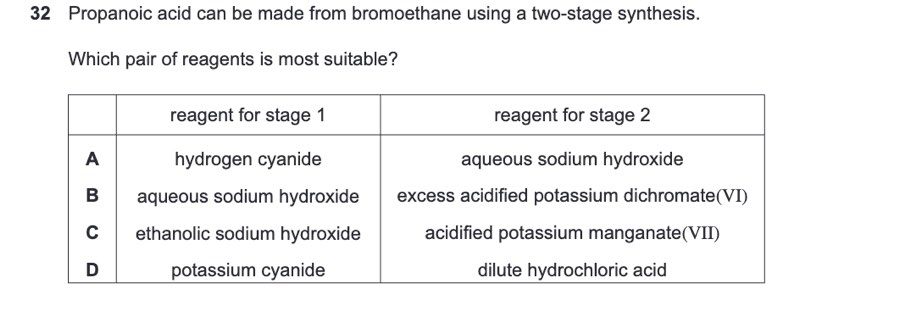 32 Propanoic acid can be made from bromoethane using a two-stage synthesis.
Which pair of reagents is most suitable?
reagent for stage 1 reagent for stage 2
A hydrogen cyanide aqueous sodium hydroxide
B aqueous sodium hydroxide excess acidified potassium dichromate(VI)
C ethanolic sodium hydroxide acidified potassium manganate(VII)
D potassium cyanide dilute hydrochloric acid